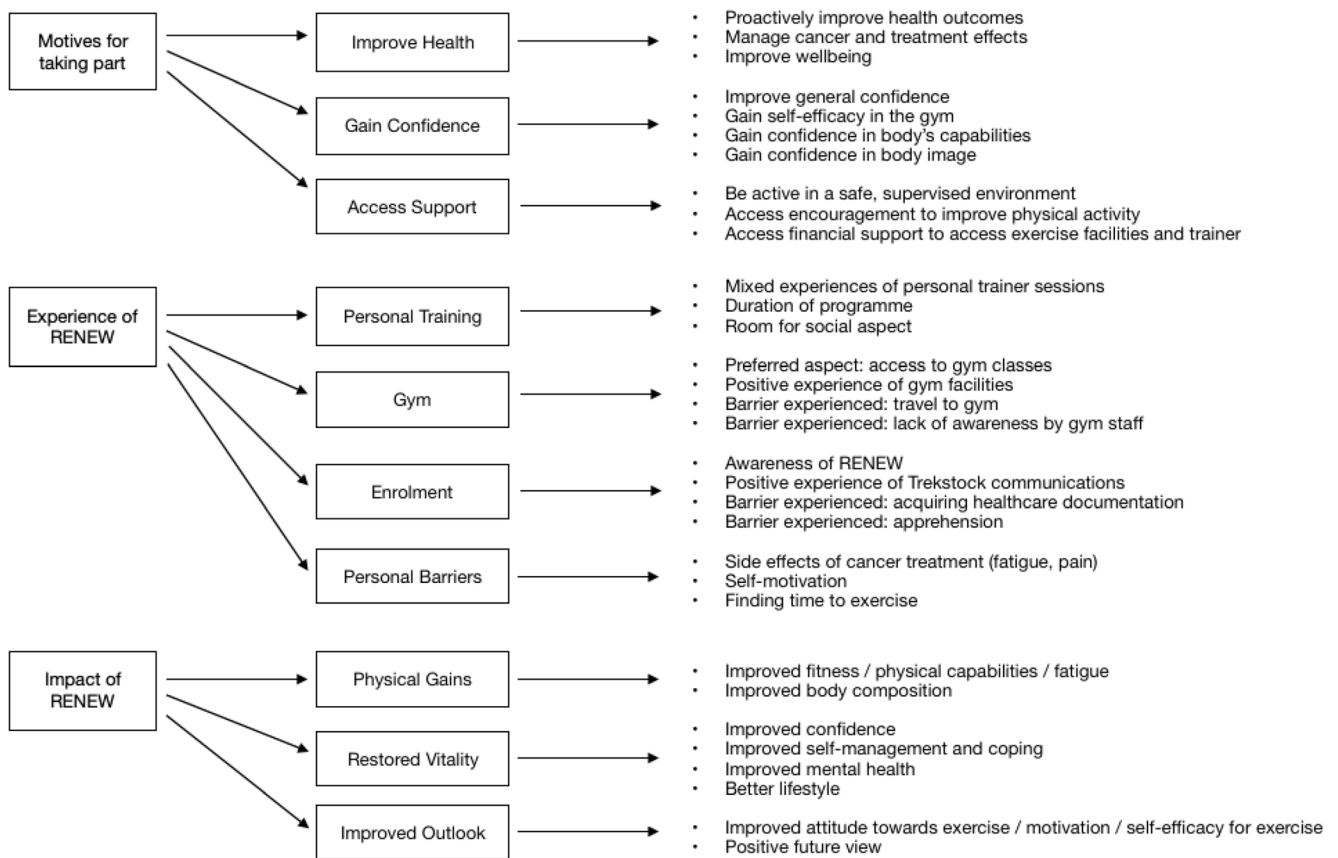 Motives for
taking part
Improve Health
• Proactively improve health outcomes
• Manage cancer and treatment effects
• Improve wellbeing
Gain Confidence
• Improve general confidence
• Gain self-efficacy in the gym
• Gain confidence in body's capabilities
• Gain confidence in body image
Access Support
• Be active in a safe, supervised environment
• Access encouragement to improve physical activity
• Access financial support to access exercise facilities and trainer
Experience of
RENEW
Personal Training
• Mixed experiences of personal trainer sessions
• Duration of programme
• Room for social aspect
Gym
• Preferred aspect: access to gym classes
• Positive experience of gym facilities
• Barrier experienced: travel to gym
• Barrier experienced: lack of awareness by gym staff
Enrolment
• Awareness of RENEW
• Positive experience of Trekstock communications
• Barrier experienced: acquiring healthcare documentation
• Barrier experienced: apprehension
Personal Barriers
• Side effects of cancer treatment (fatigue, pain)
• Self-motivation
• Finding time to exercise
Impact of
RENEW
Physical Gains
• Improved fitness / physical capabilities / fatigue
• Improved body composition
Restored Vitality
• Improved confidence
• Improved self-management and coping
• Improved mental health
• Better lifestyle
Improved Outlook
• Improved attitude towards exercise / motivation / self-efficacy for exercise
• Positive future view